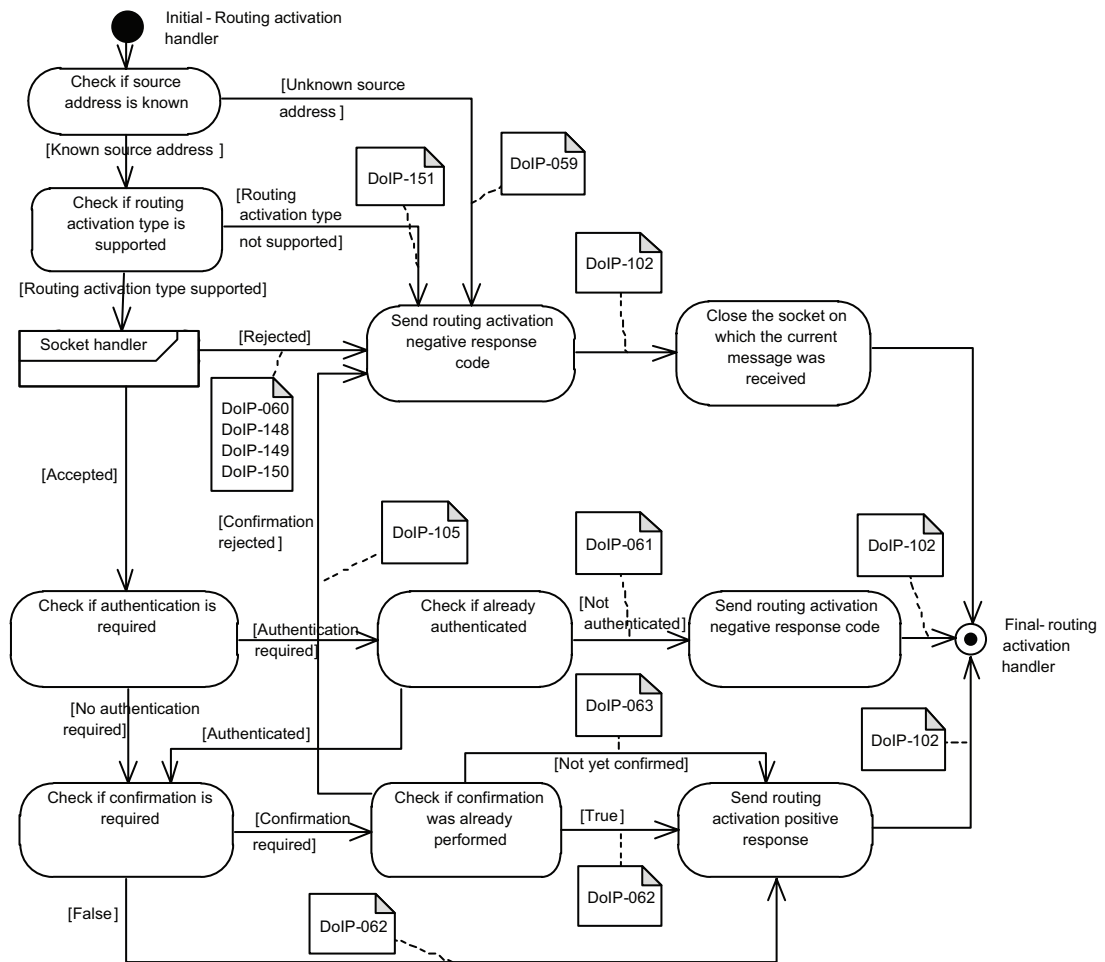 Initial - Routing activation
handler
Check if source
address is known
[Unknown source
address ]
[Known source address ]
DoIP-151
DoIP-059
Check if routing
activation type is
supported
[Routing
activation type
not supported]
DoIP-102
[Routing activation type supported]
Send routing activation
negative response
code
Close the socket on
which the current
message was
received
Socket handler
[Rejected]
DoIP-060
DoIP-148
DoIP-149
DoIP-150
[Accepted]
[Confirmation
rejected ]
DoIP-105
DoIP-061
DoIP-102
Check if authentication is
required
[Authentication
required]
Check if already
authenticated
[Not
authenticated]
Send routing activation
negative response code
Final- routing
activation
handler
[No authentication
required]
[Authenticated]
DoIP-063
DoIP-102
[Not yet confirmed]
Check if confirmation is
required
[Confirmation
required]
Check if confirmation
was already
performed
[True ]
Send routing
activation positive
response
DoIP-062
[False]
DoIP-062